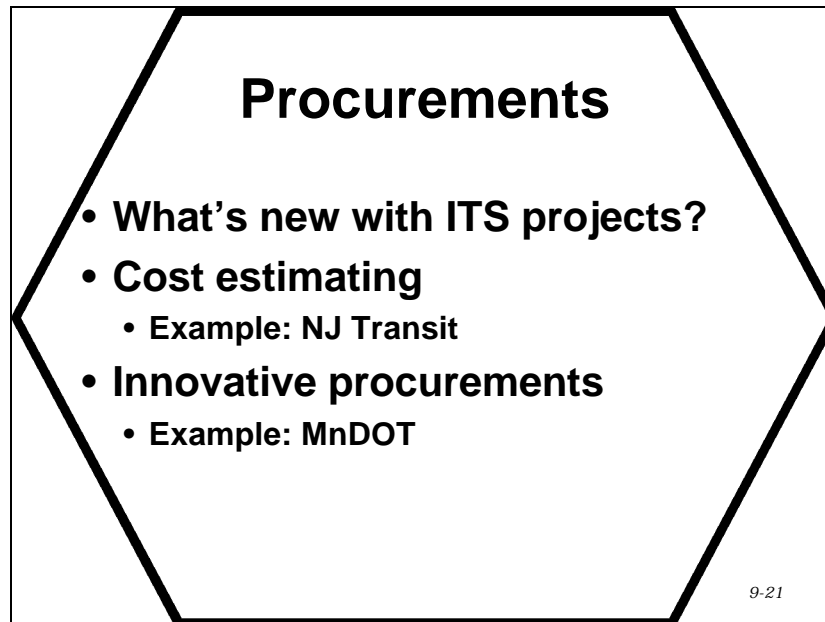 Procurements
• What's new with ITS projects?
• Cost estimating
• Example: NJ Transit
• Innovative procurements
• Example: MnDOT
9-21